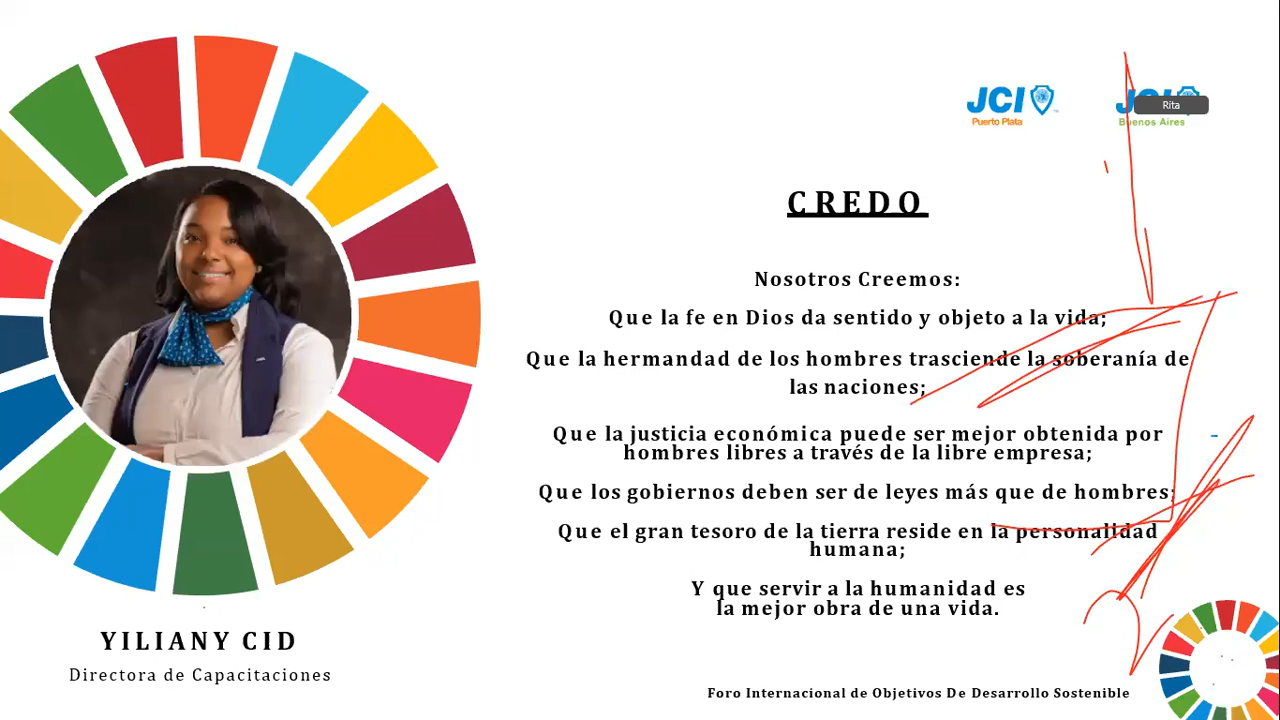 JCI
Puerto Plata
JCI
Rita
Buenos Aires
CREDO
Nosotros Creemos:
Que la fe en Dios da sentido y objeto a la vida;
Que la hermandad de los hombres trasciende la soberanía de
las naciones;
Que la justicia económica puede ser mejor obtenida por
hombres libres a través de la libre empresa;
Que los gobiernos deben ser de leyes más que de hombres;
Que el gran tesoro de la tierra reside en la personalidad
humana;
Y que servir a la humanidad es
la mejor obra de una vida.
YILIANY CID
Directora de Capacitaciones
Foro Internacional de Objetivos De Desarrollo Sostenible